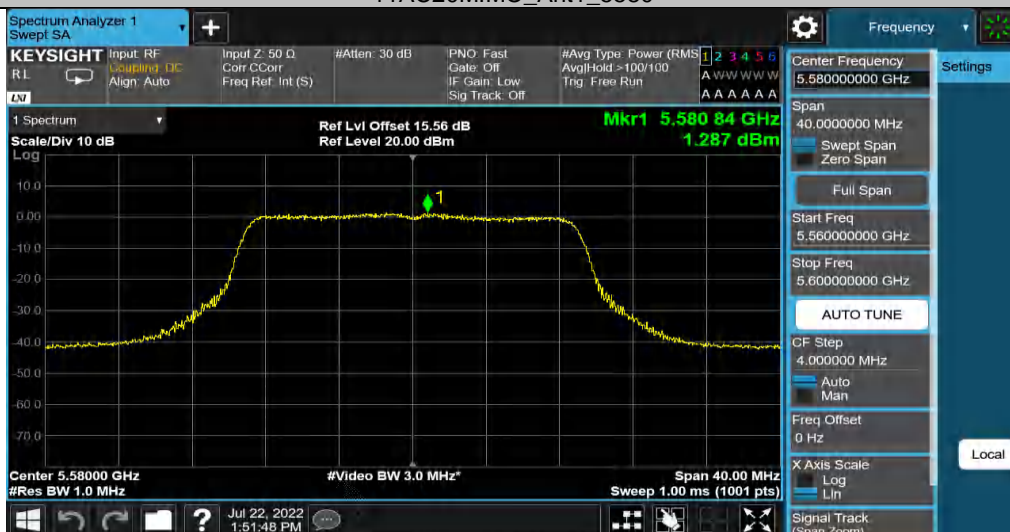 Spectrum Analyzer 1
Swept SA
+
Frequency
KEYSIGHT
RL
LXI
Input: RF
Coupling: DC
Align: Auto
Input Z: 50 Ω
Corr CCorr
Freq Ref: Int (S)
#Atten: 30 dB
PNO: Fast
Gate: Off
IF Gain: Low
Sig Track: Off
#Avg Type: Power (RMS
Avg|Hold:>100/100
Trig: Free Run
1 2 3 4 5 6
A W W W W W
A A A A A A
1 Spectrum
Scale/Div 10 dB
Log
Ref Lvl Offset 15.56 dB
Ref Level 20.00 dBm
Mkr1 5.580 84 GHz
1.287 dBm
1
10.0
0.00
-10.0
-20.0
-30.0
-40.0
-50.0
-60.0
-70.0
Center 5.58000 GHz
#Res BW 1.0 MHz
#Video BW 3.0 MHz*
Span 40.00 MHz
Sweep 1.00 ms (1001 pts)
?
Jul 22, 2022
1:51:48 PM
Center Frequency
5.580000000 GHz
Settings
Span
40.0000000 MHz
Swept Span
Zero Span
Full Span
Start Freq
5.560000000 GHz
Stop Freq
5.600000000 GHz
AUTO TUNE
CF Step
4.000000 MHz
Auto
Man
Freq Offset
0 Hz
X Axis Scale
Log
Lin
Local
Signal Track
(Span Zoom)